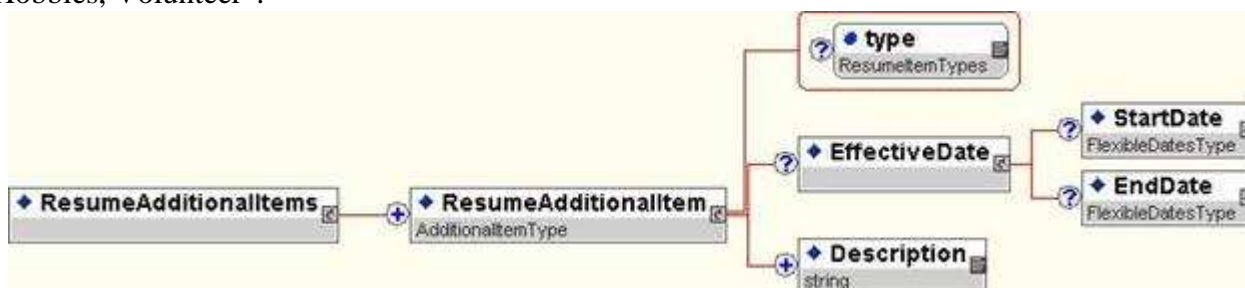 Hobbies, Volunteer".
type
ResumeItemTypes
StartDate
FlexibleDatesType
EffectiveDate
EndDate
FlexibleDatesType
ResumeAdditionalItems
ResumeAdditionalItem
AdditionalItemType
Description
string